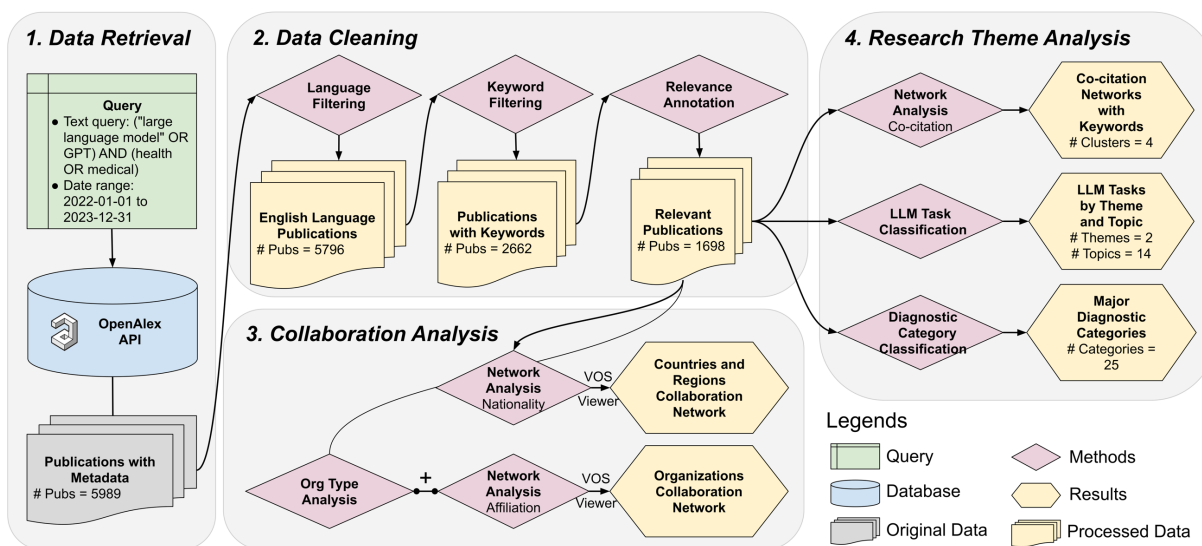 1. Data Retrieval
Query
● Text query: ("large
language model" OR
GPT) AND (health
OR medical)
● Date range:
2022-01-01 to
2023-12-31
OpenAlex
API
Publications with
Metadata
# Pubs = 5989
2. Data Cleaning
Language
Filtering
Keyword
Filtering
Relevance
Annotation
English Language
Publications
# Pubs = 5796
Publications
with Keywords
# Pubs = 2662
Relevant
Publications
# Pubs = 1698
3. Collaboration Analysis
Network
Analysis
Nationality
VOS
Viewer
Countries and
Regions
Collaboration
Network
Org Type
Analysis
+
Network
Analysis
Affiliation
VOS
Viewer
Organizations
Collaboration
Network
4. Research Theme Analysis
Network
Analysis
Co-citation
Co-citation
Networks
with
Keywords
# Clusters = 4
LLM Task
Classification
LLM Tasks
by Theme
and Topic
# Themes = 2
# Topics = 14
Diagnostic
Category
Classification
Major
Diagnostic
Categories
# Categories =
25
Legends
Query
Methods
Database
Results
Original Data
Processed Data